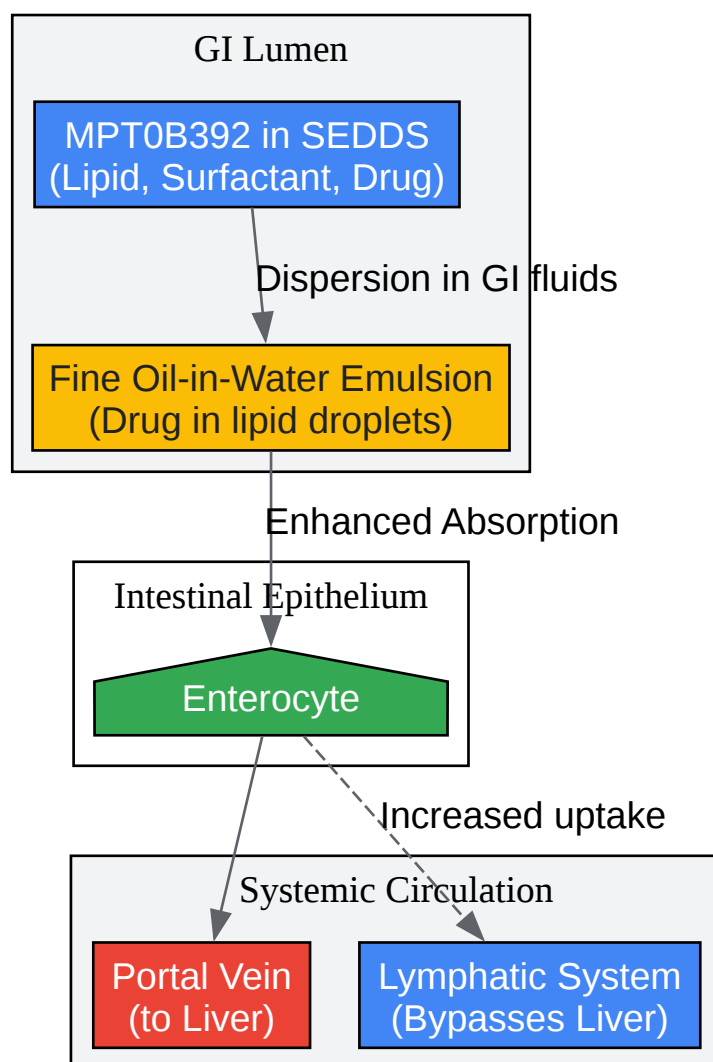 GI Lumen
MPT0B392 in SEDDS
(Lipid, Surfactant, Drug)
Dispersion in GI fluids
Fine Oil-in-Water Emulsion
(Drug in lipid droplets)
Enhanced Absorption
Intestinal Epithelium
Enterocyte
Increased uptake
Systemic Circulation
Portal Vein
(to Liver)
Lymphatic System
(Bypasses Liver)